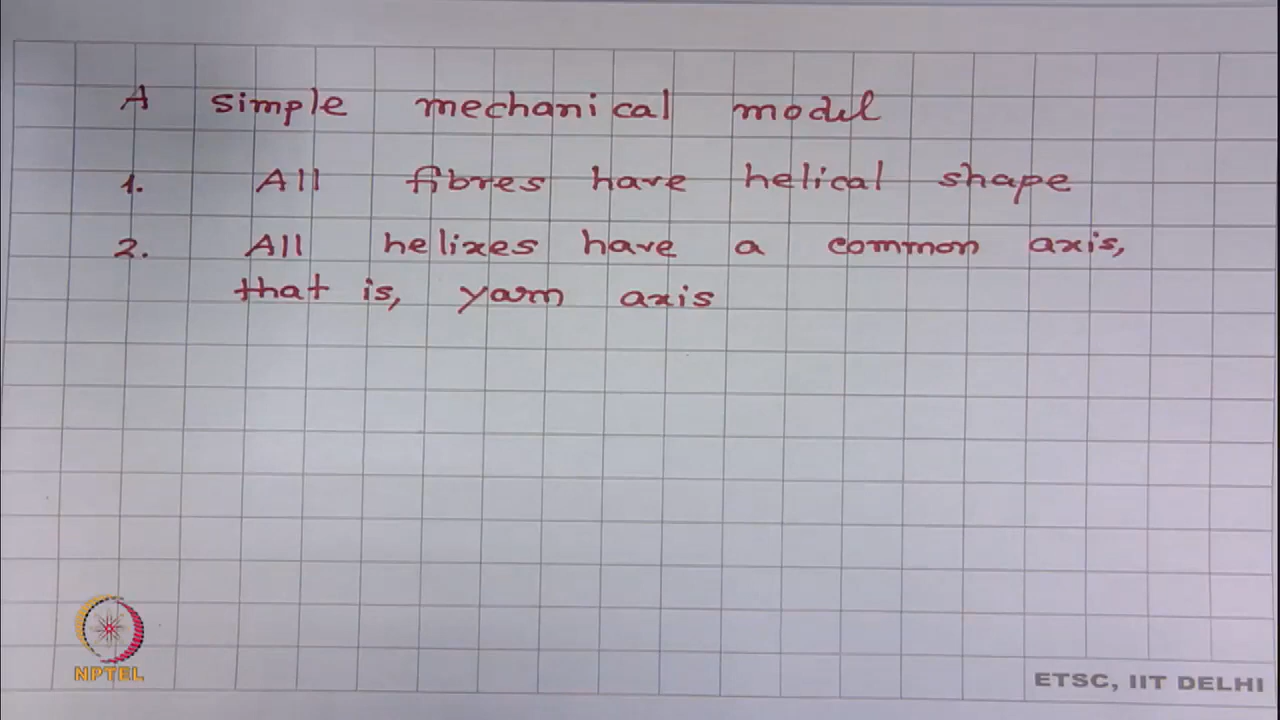 A simple mechanical model
1. All fibres have helical shape
2. All helixes have a common axis,
that is, yarn axis
NPTEL
ETSC, IIT DELHI